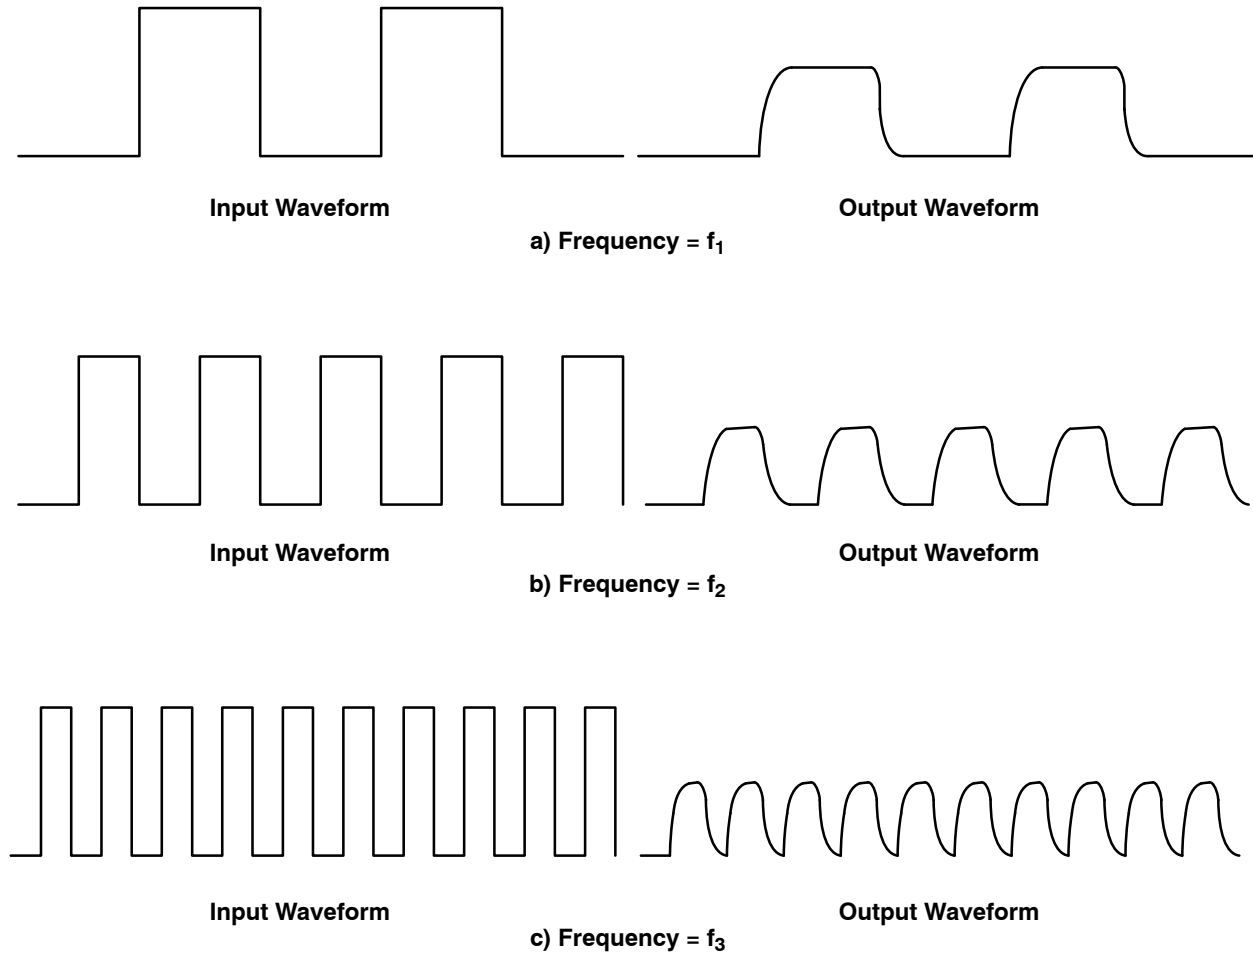 Input Waveform
Output Waveform
a) Frequency = f1
Input Waveform
Output Waveform
b) Frequency = f2
Input Waveform
Output Waveform
c) Frequency = f3